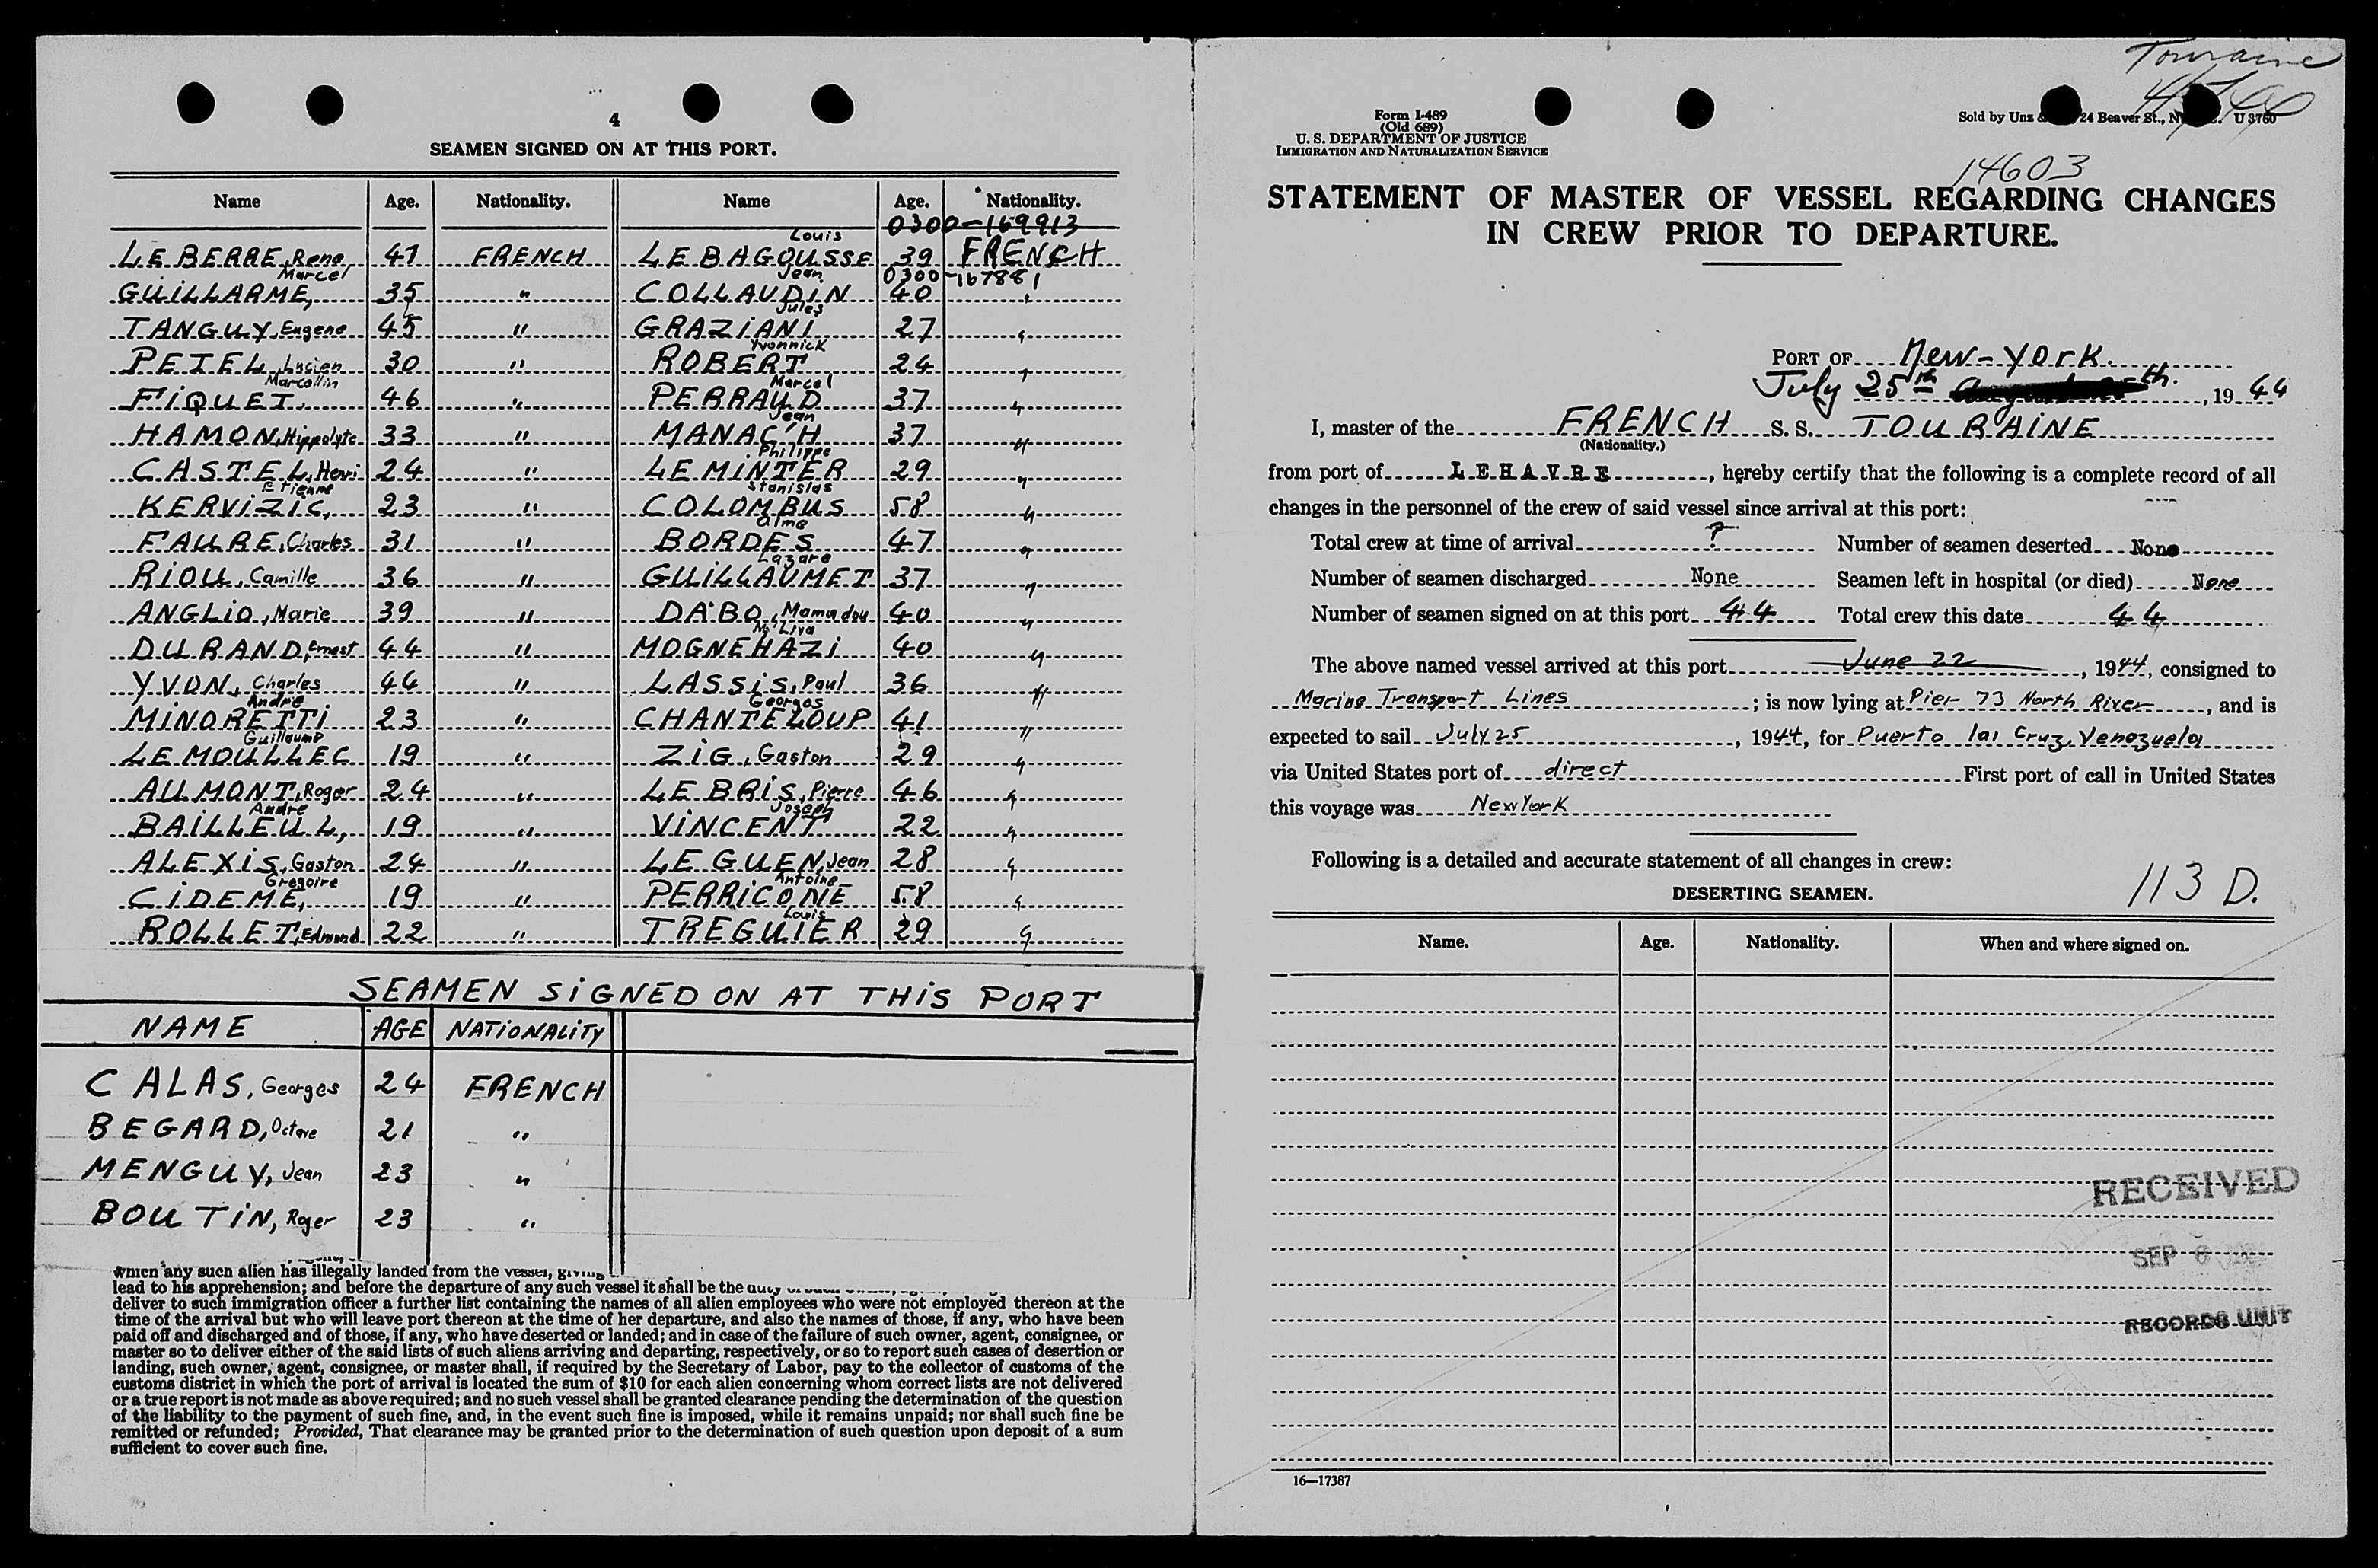 4
SEAMEN SIGNED ON AT THIS PORT.
Name Age. Nationality. Name Age. Nationality.
0300-169913
LE BERRE, Rene 41 FRENCH LE BAGOUSSE Louis 39 FRENCH
0300-167881
GUILLARME, Marcel 35 " COLLAUDIN Jean 40 "
TANGUY, Eugene 45 " GRAZIANI Jules 27 "
PETEL, Lucien 30 " ROBERT Yvonnick 24 "
FIQUET, Marcellin 46 " PERRAUD Marcel 37 "
HAMON, Hippolyte 33 " MANAC'H Jean 37 "
CASTEL, Henri 24 " LE MINTER Philippe 29 "
KERVIZIC, Etienne 23 " COLOMBUS Stanislas 58 "
FAURE, Charles 31 " BORDES Aime 47 "
RIOU, Camille 36 " GUILLAUMET Lazare 37 "
ANGLIO, Marie 39 " DABO, Mamadou 40 "
DURAND, Ernest 44 " MOGNEHAZI M'Liva 40 "
YVON, Charles 44 " LASSIS, Paul 36 "
MINORETTI Andre 23 " CHANTELOUP Georges 41 "
LE MOULLEC Guillaume 19 " ZIG, Gaston 29 "
AUMONT, Roger 24 " LE BRIS, Pierre 46 "
BAILLEUL, Andre 19 " VINCENT Joseph 22 "
ALEXIS, Gaston 24 " LE GUEN, Jean 28 "
CIDEME, Gregoire 19 " PERRICONE Antoine 58 "
ROLLET, Edmond 22 " TREGUIER Louis 29 "
SEAMEN SIGNED ON AT THIS PORT
NAME AGE NATIONALITY
CALAS, Georges 24 FRENCH
BEGARD, Octave 21 "
MENGUY, Jean 23 "
BOUTIN, Roger 23 "
which any such alien has illegally landed from the vessel, giving
lead to his apprehension; and before the departure of any such vessel it shall be the duty
deliver to such immigration officer a further list containing the names of all alien employees who were not employed thereon at the
time of the arrival but who will leave port thereon at the time of her departure, and also the names of those, if any, who have been
paid off and discharged and of those, if any, who have deserted or landed; and in case of the failure of such owner, agent, consignee, or
master so to deliver either of the said lists of such aliens arriving and departing, respectively, or so to report such cases of desertion or
landing, such owner, agent, consignee, or master shall, if required by the Secretary of Labor, pay to the collector of customs of the
customs district in which the port of arrival is located the sum of $10 for each alien concerning whom correct lists are not delivered
or a true report is not made as above required; and no such vessel shall be granted clearance pending the determination of the question
of the liability to the payment of such fine, and, in the event such fine is imposed, while it remains unpaid; nor shall such fine be
remitted or refunded; Provided, That clearance may be granted prior to the determination of such question upon deposit of a sum
sufficient to cover such fine.
Touraine
Form I-489
(Old 689)
U. S. DEPARTMENT OF JUSTICE
IMMIGRATION AND NATURALIZATION SERVICE
Sold by Unz & 24 Beaver St., U 3760
14603
STATEMENT OF MASTER OF VESSEL REGARDING CHANGES
IN CREW PRIOR TO DEPARTURE.
PORT OF New-York.
July 25th th. , 19 44
I, master of the FRENCH S. S. TOURAINE
(Nationality.)
from port of LE HAVRE , hereby certify that the following is a complete record of all
changes in the personnel of the crew of said vessel since arrival at this port:
Total crew at time of arrival ? Number of seamen deserted None
Number of seamen discharged None Seamen left in hospital (or died) None
Number of seamen signed on at this port 44 Total crew this date 44
The above named vessel arrived at this port June 22 , 1944, consigned to
Marine Transport Lines ; is now lying at Pier 73 North River , and is
expected to sail July 25 , 1944, for Puerto la Cruz, Venezuela
via United States port of direct First port of call in United States
this voyage was New York
Following is a detailed and accurate statement of all changes in crew:
DESERTING SEAMEN.
113 D.
Name. Age. Nationality. When and where signed on.
RECEIVED
SEP 6
RECORDS UNIT
16—17387